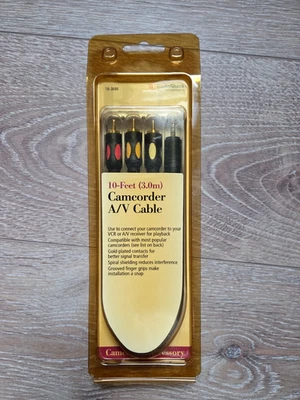 10-Feet (3.0m)
Camcorder
A/V Cable
Use to connect your camcorder to your
VCR or A/V receiver for playback
Compatible with most popular
camcorders (see list on back)
Gold-plated contacts for
better signal transfer
Spiral shielding reduces interference
Grooved finger grips make
installation a snap